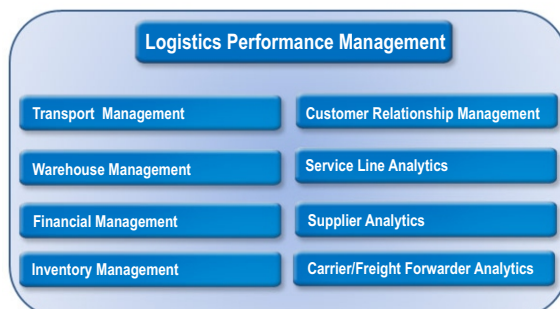 Logistics Performance Management
Transport Management
Customer Relationship Management
Warehouse Management
Service Line Analytics
Financial Management
Supplier Analytics
Inventory Management
Carrier/Freight Forwarder Analytics